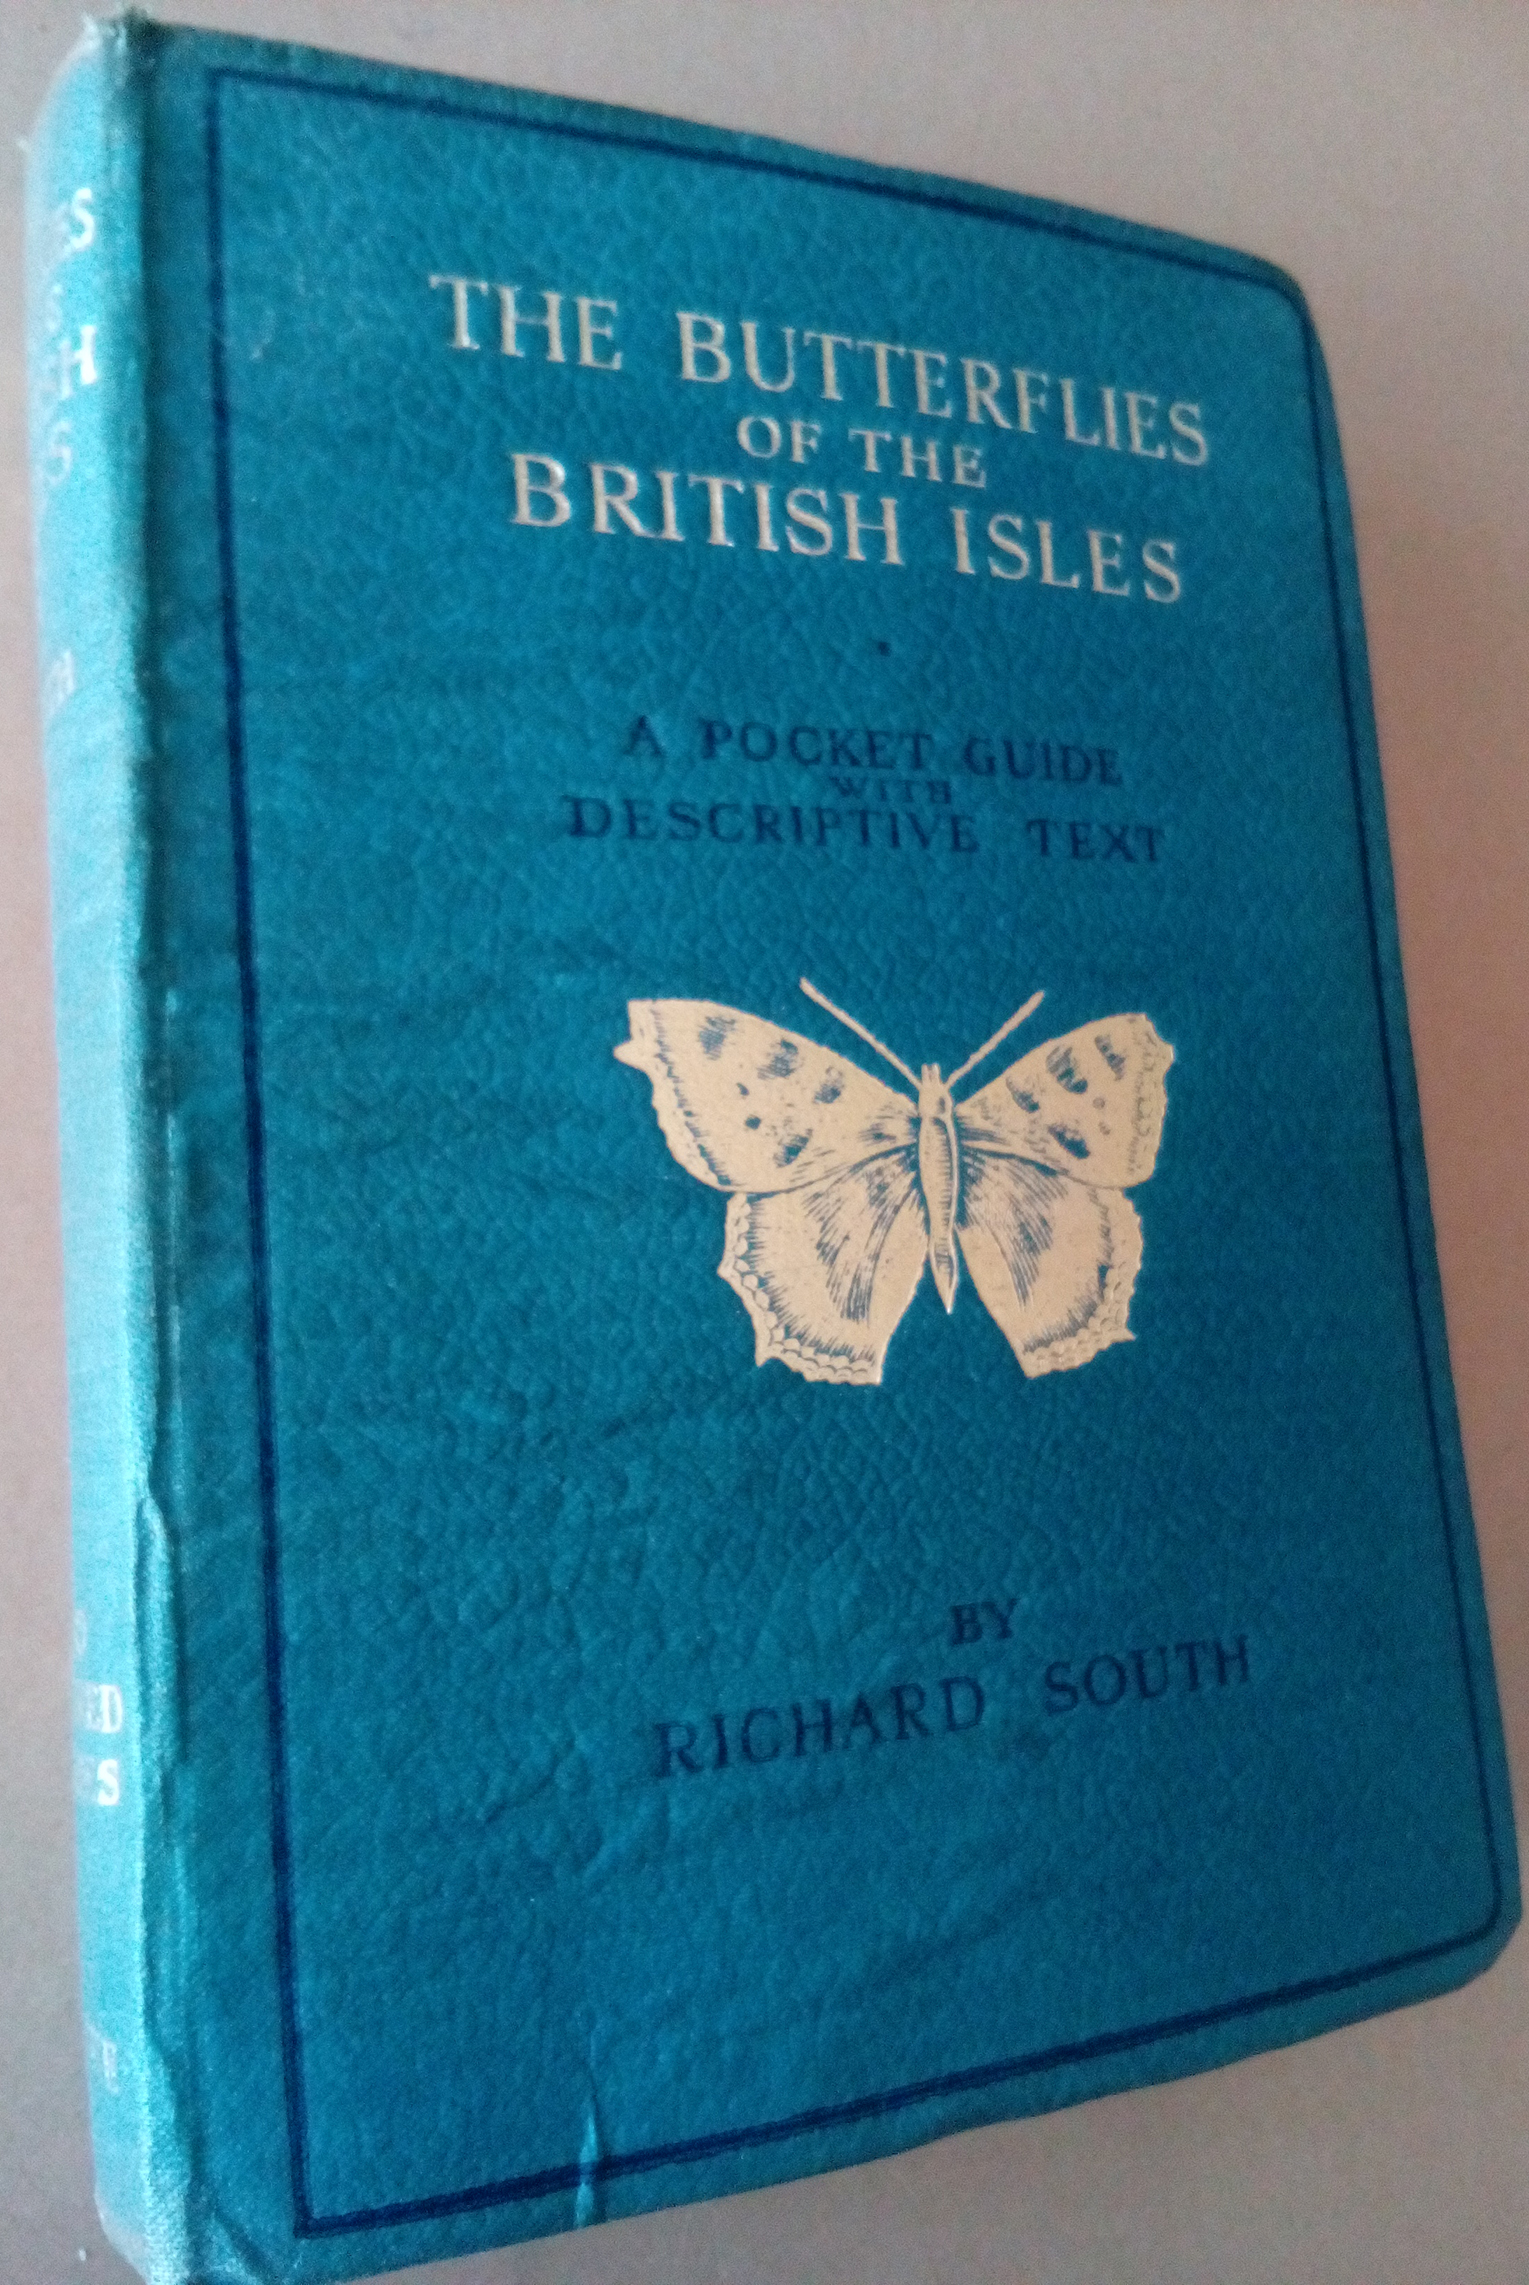 THE BUTTERFLIES
OF THE
BRITISH ISLES
A POCKET GUIDE
WITH
DESCRIPTIVE TEXT
BY
RICHARD SOUTH